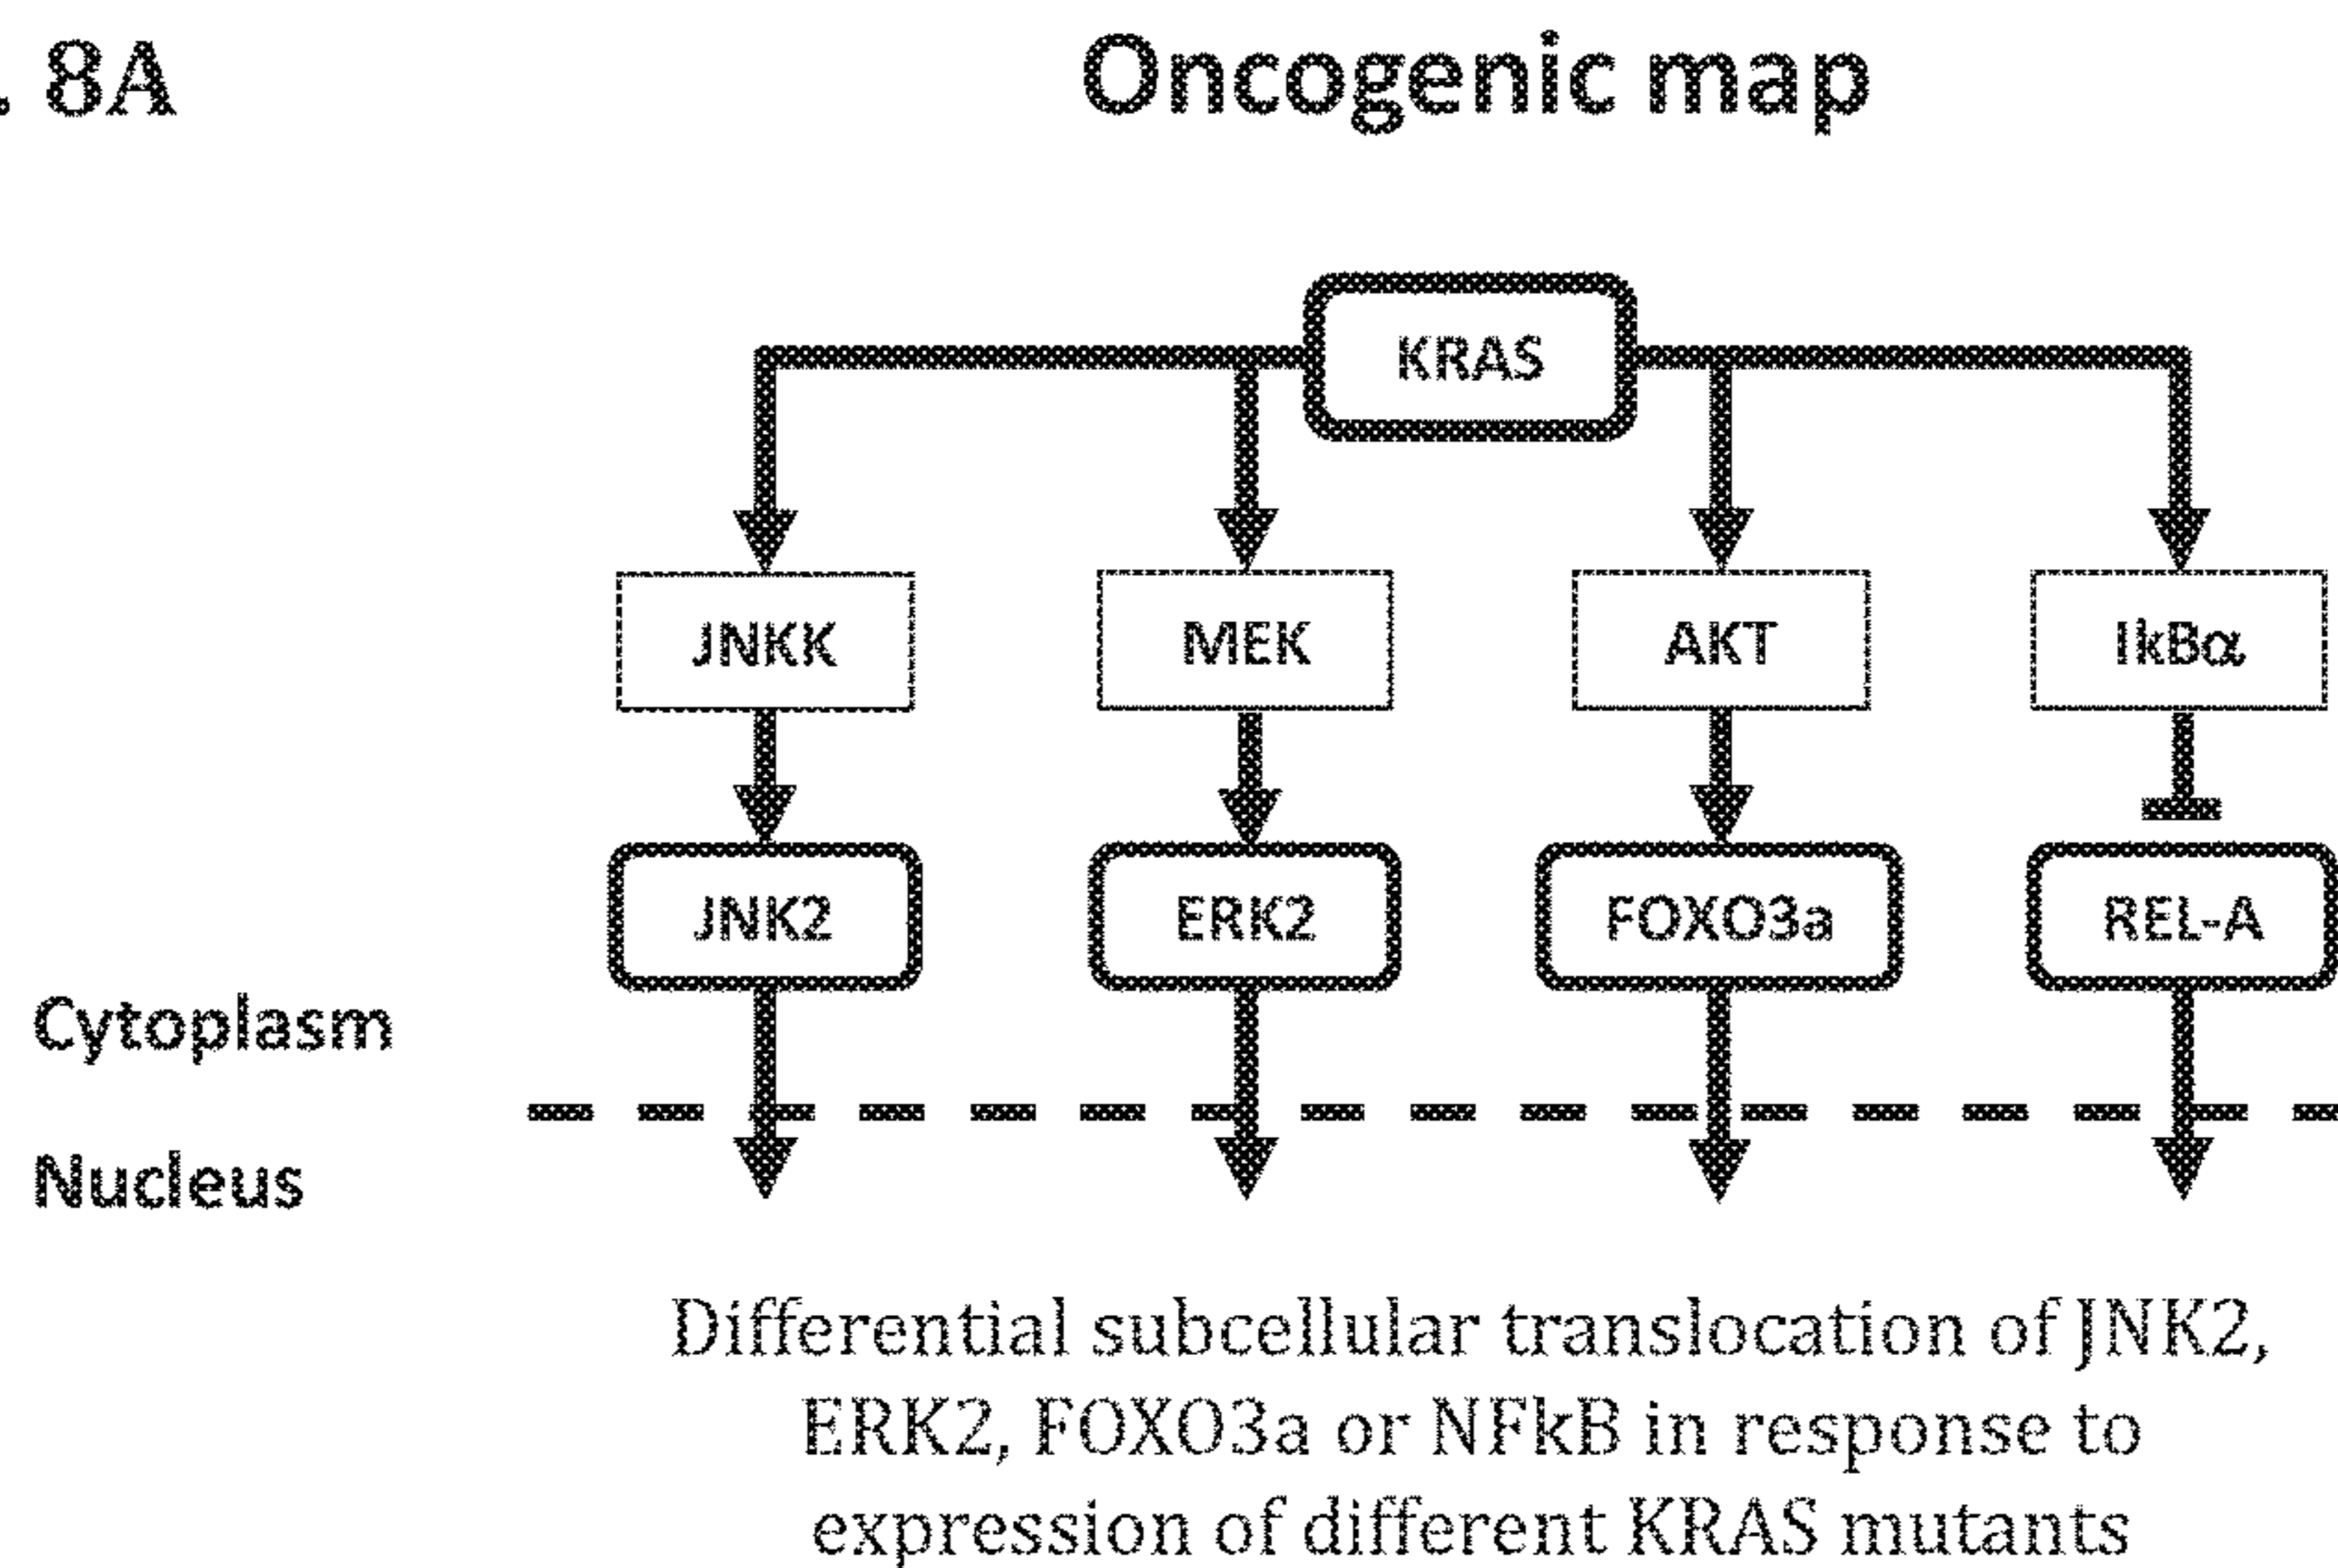 . 8A
Oncogenic map
KRAS
JNKK
MEK
AKT
IkBα
JNK2
ERK2
FOXO3a
REL-A
Cytoplasm
Nucleus
Differential subcellular translocation of JNK2,
ERK2, FOXO3a or NFkB in response to
expression of different KRAS mutants